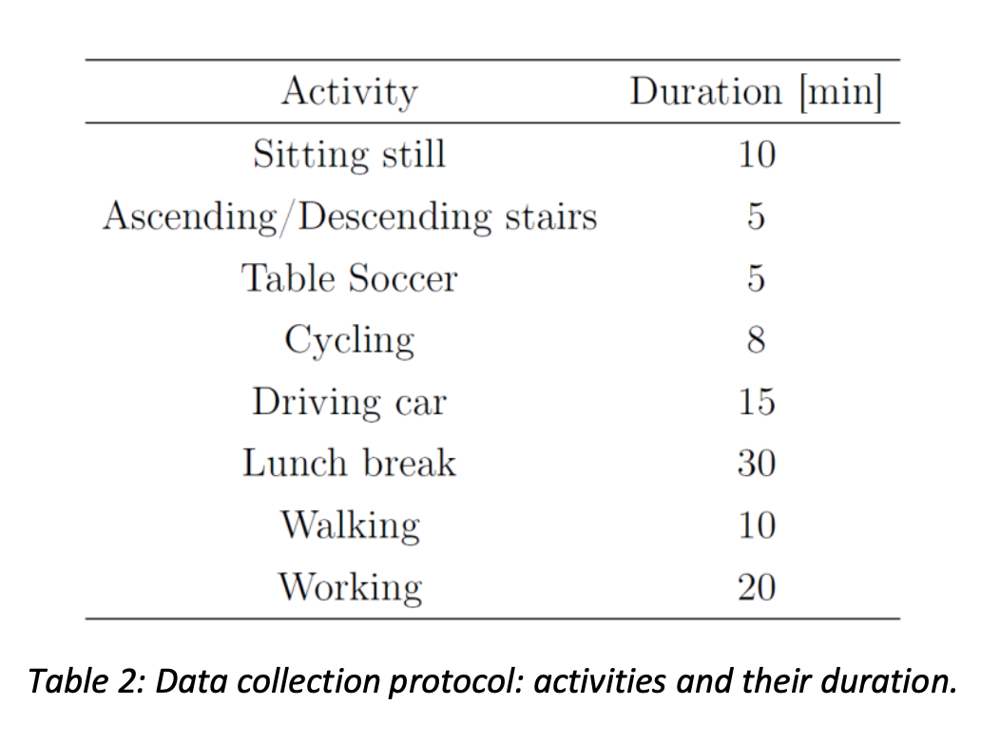 Activity Duration [min]
Sitting still 10
Ascending/Descending stairs 5
Table Soccer 5
Cycling 8
Driving car 15
Lunch break 30
Walking 10
Working 20
Table 2: Data collection protocol: activities and their duration.